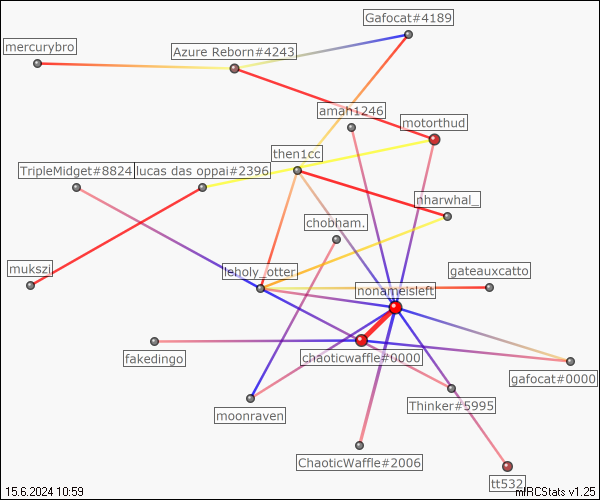 Gafocat#4189
mercurybro
Azure Reborn#4243
amah1246
motorthud
then1cc
TripleMidget#8824
lucas das oppai#2396
nharwhal_
chobham.
mukszi
leholy_otter
gateauxcatto
nonameisleft
fakedingo
chaoticwaffle#0000
gafocat#0000
Thinker#5995
moonraven
ChaoticWaffle#2006
tt532
15.6.2024 10:59
mIRCStats v1.25